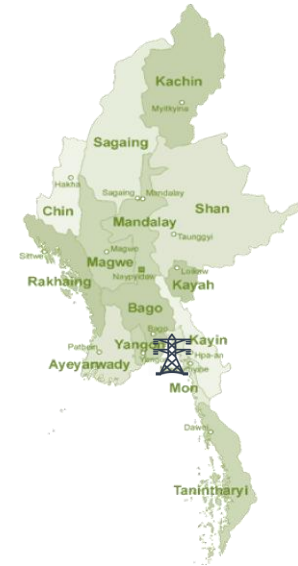 Kachin
Myitkyina
Sagaing
Hakha
Sagaing
Mandalay
Chin
Mandalay
Shan
Taunggyi
Sittwe
Magwe
Magwe
Naypyidaw
Loikaw
Rakhaing
Kayah
Bago
Bago
Pathein
Yangon
Kayin
Hpa-an
Ayeyarwady
Mon
Dawei
Tanintharyi